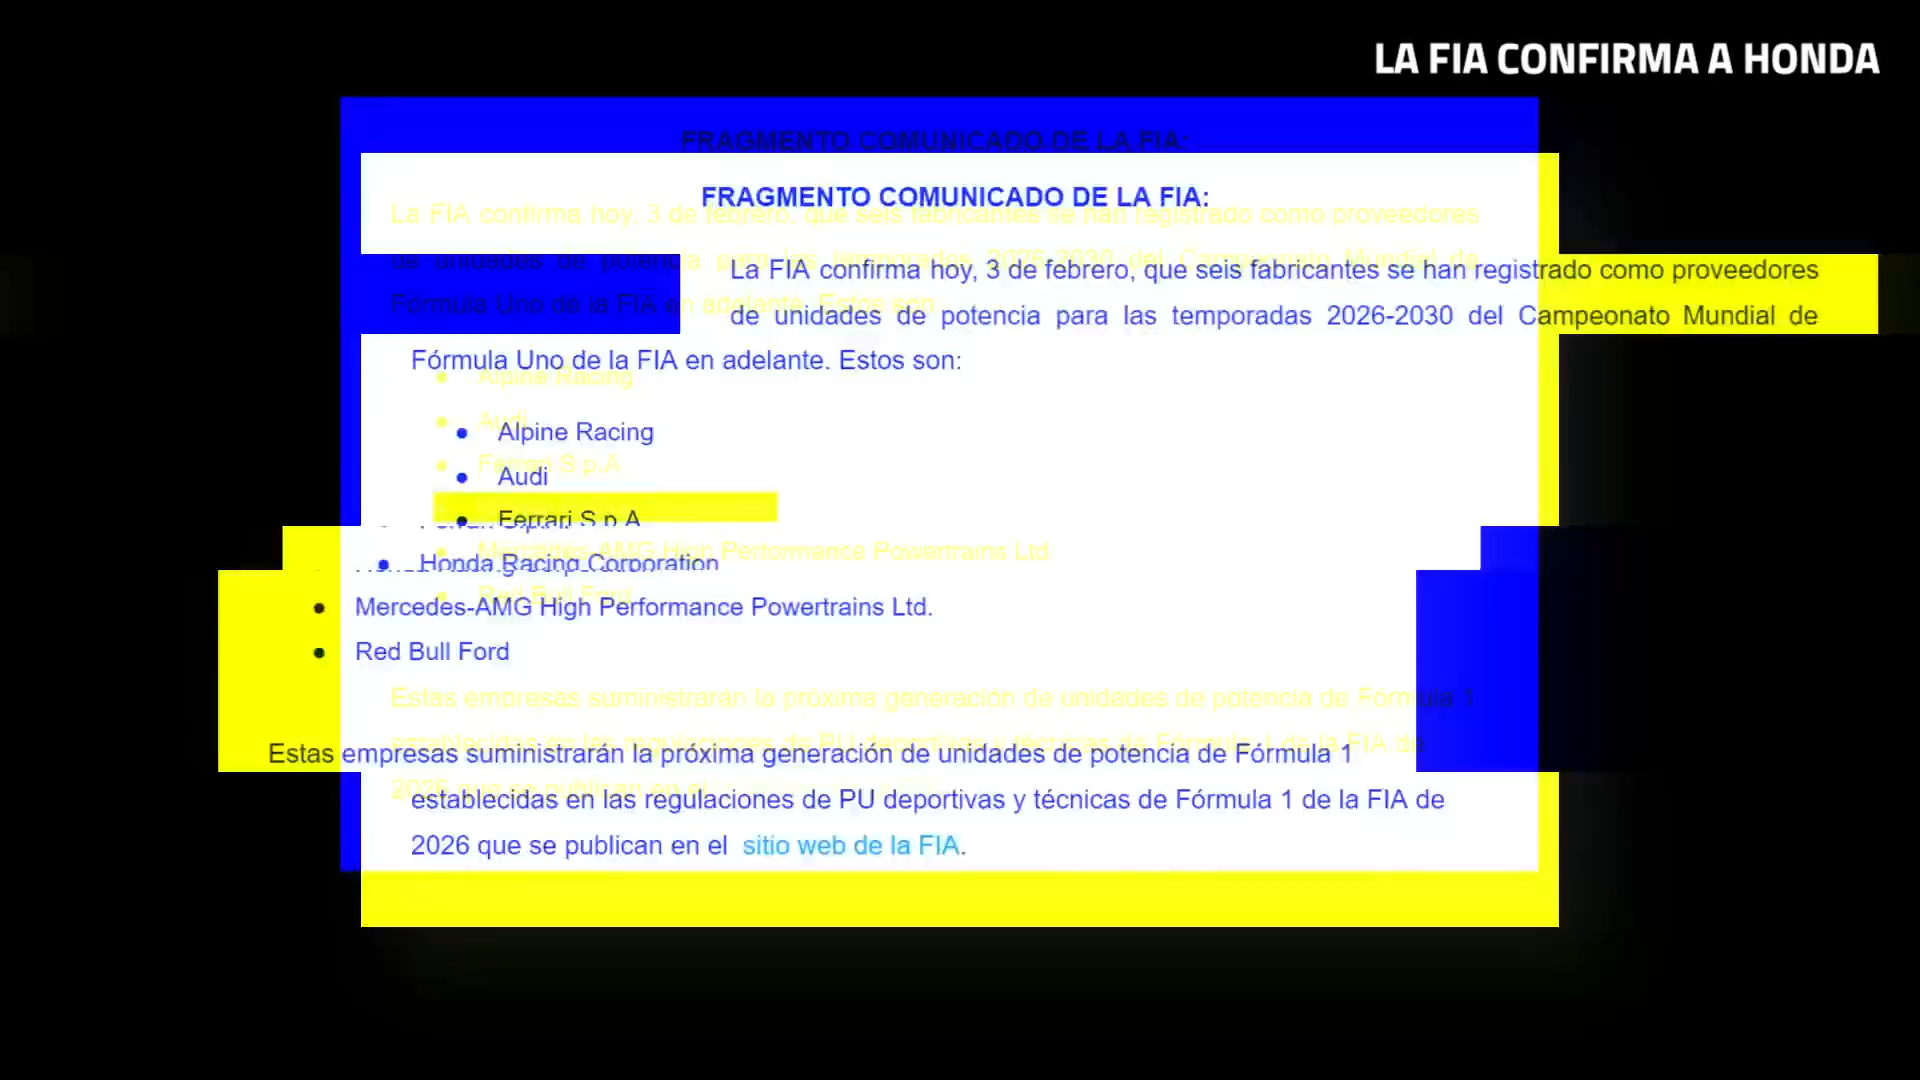 LA FIA CONFIRMA A HONDA
FRAGMENTO COMUNICADO DE LA FIA:
La FIA confirma hoy, 3 de febrero, que seis fabricantes se han registrado como proveedores
de unidades de potencia para las temporadas 2026-2030 del Campeonato Mundial de
Fórmula Uno de la FIA en adelante. Estos son:
• Alpine Racing
• Audi
• Ferrari S.p.A
• Honda Racing Corporation
• Mercedes-AMG High Performance Powertrains Ltd.
• Red Bull Ford
Estas empresas suministrarán la próxima generación de unidades de potencia de Fórmula 1
establecidas en las regulaciones de PU deportivas y técnicas de Fórmula 1 de la FIA de
2026 que se publican en el sitio web de la FIA.